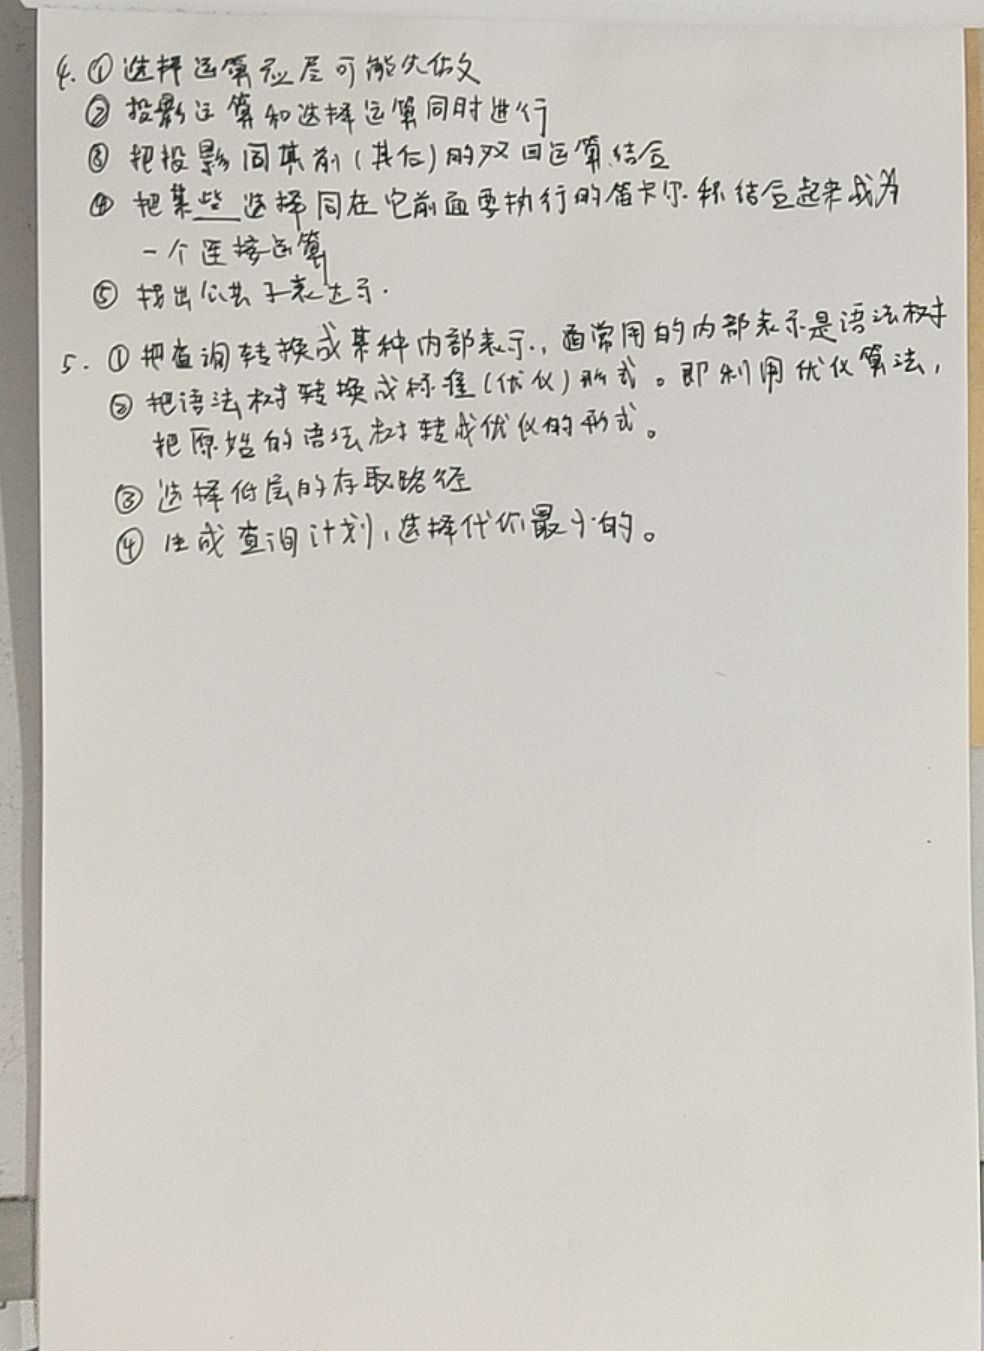 4. ① 选择运算应尽可能先做
② 投影运算和选择运算同时进行
③ 把投影同其前(其后)的双目运算结合
④ 把某些选择同在它前面要执行的笛卡尔积结合起来成为
一个连接运算
⑤ 找出公共子表达示.
5. ① 把查询转换成某种内部表示, 通常用的内部表示是语法树
② 把语法树转换成标准(优化)形式。即利用优化算法,
把原始的语法树转成优化的形式。
③ 选择低层的存取路径
④ 生成查询计划,选择代价最小的。